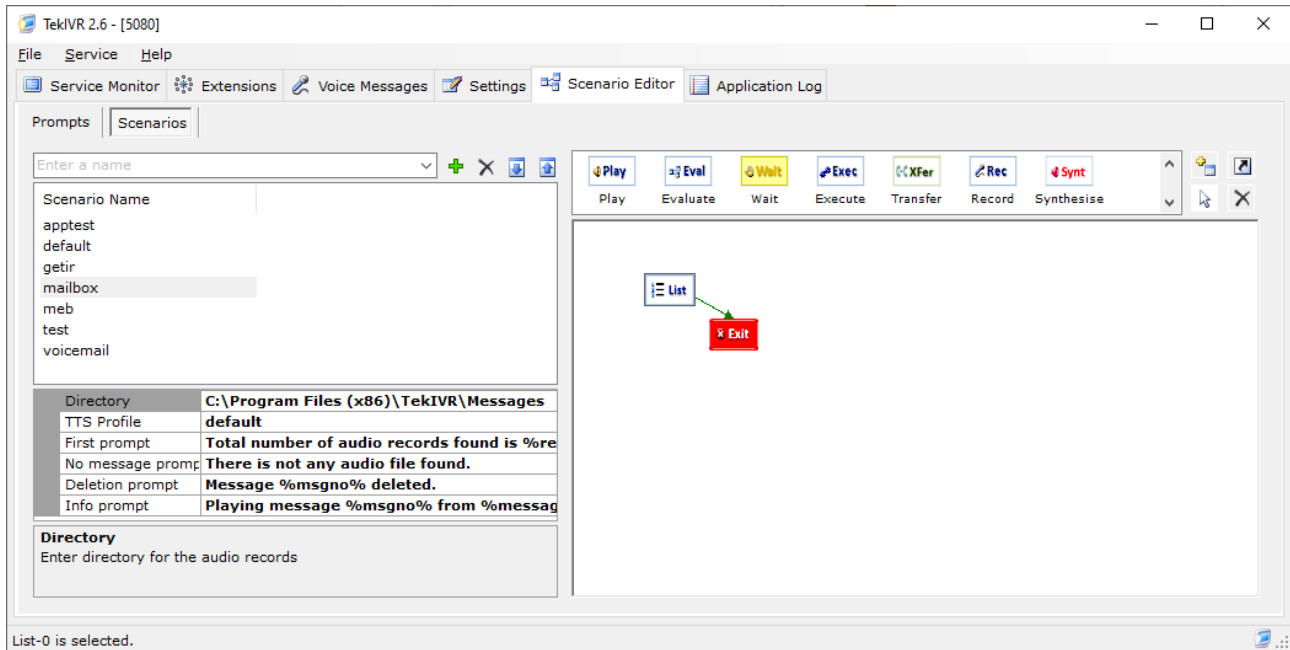 TekIVR 2.6 - [5080]
File Service Help
Service Monitor Extensions Voice Messages Settings Scenario Editor Application Log
Prompts Scenarios
Enter a name
Scenario Name
apptest
default
getir
mailbox
meb
test
voicemail
Directory C:\Program Files (x86)\TekIVR\Messages
TTS Profile default
First prompt Total number of audio records found is %re
No message promp There is not any audio file found.
Deletion prompt Message %msgno% deleted.
Info prompt Playing message %msgno% from %messag
Directory
Enter directory for the audio records
Play Eval Wait Exec XFer Rec Synt
Play Evaluate Wait Execute Transfer Record Synthesise
List
Exit
List-0 is selected.